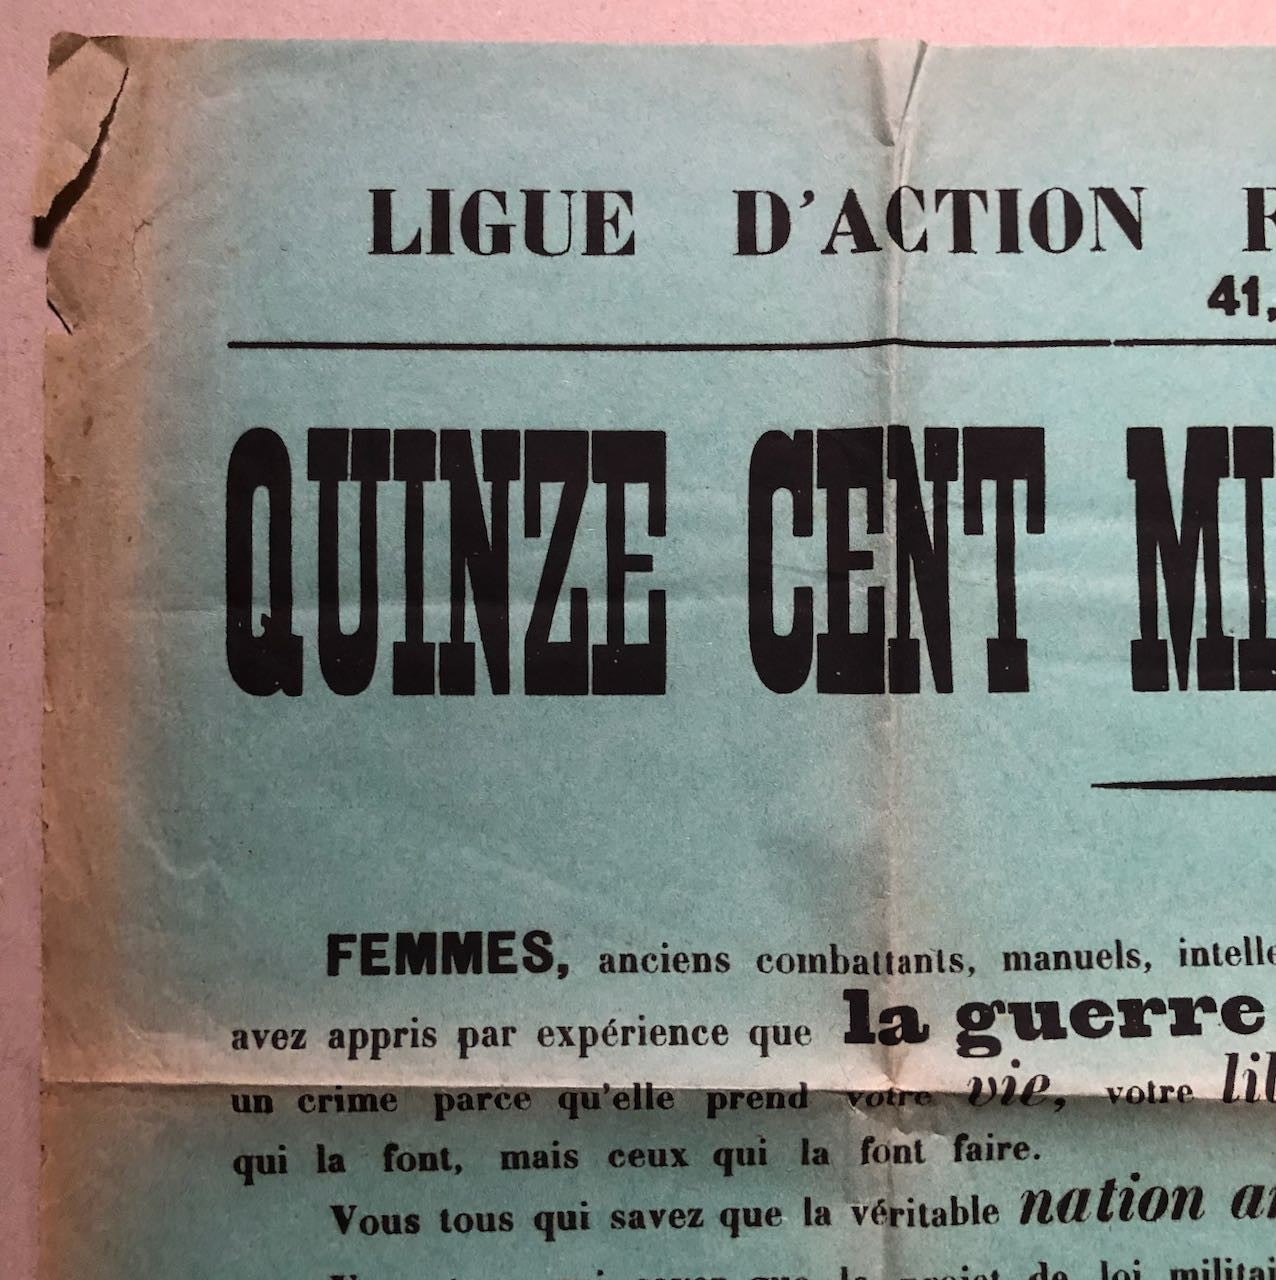 LIGUE D'ACTION
41,
QUINZE CENT
FEMMES, anciens combattants, manuels,
avez appris par expérience que la guerre
un crime parce qu'elle prend votre vie, votre
qui la font, mais ceux qui la font faire.
Vous tous qui savez que la véritable nation
de loi